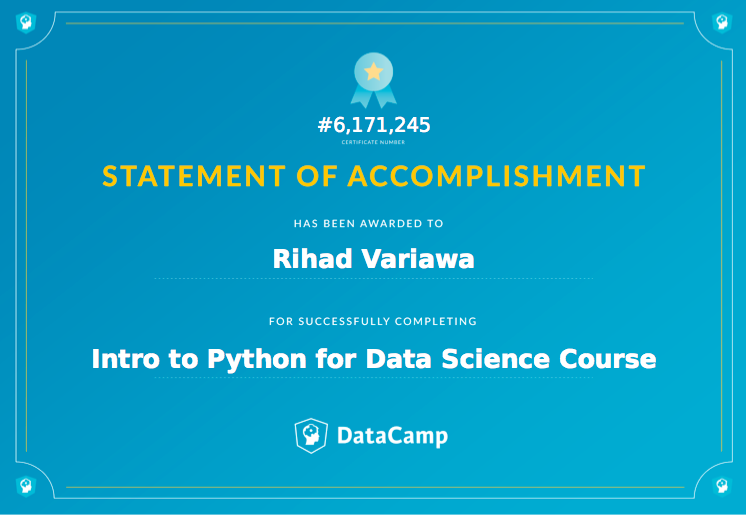 #6,171,245
CERTIFICATE NUMBER
STATEMENT OF ACCOMPLISHMENT
HAS BEEN AWARDED TO
Rihad Variawa
FOR SUCCESSFULLY COMPLETING
Intro to Python for Data Science Course
DataCamp